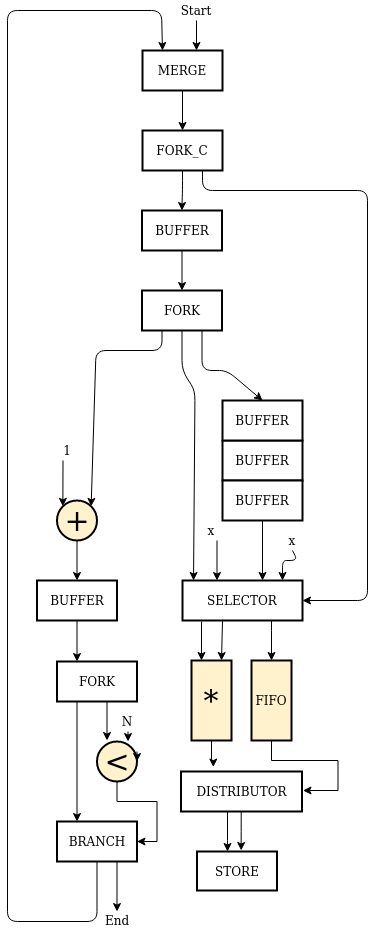 Start
MERGE
FORK_C
BUFFER
FORK
BUFFER
BUFFER
BUFFER
1
+
x
x
BUFFER
SELECTOR
FORK
*
FIFO
N
<
DISTRIBUTOR
BRANCH
STORE
End